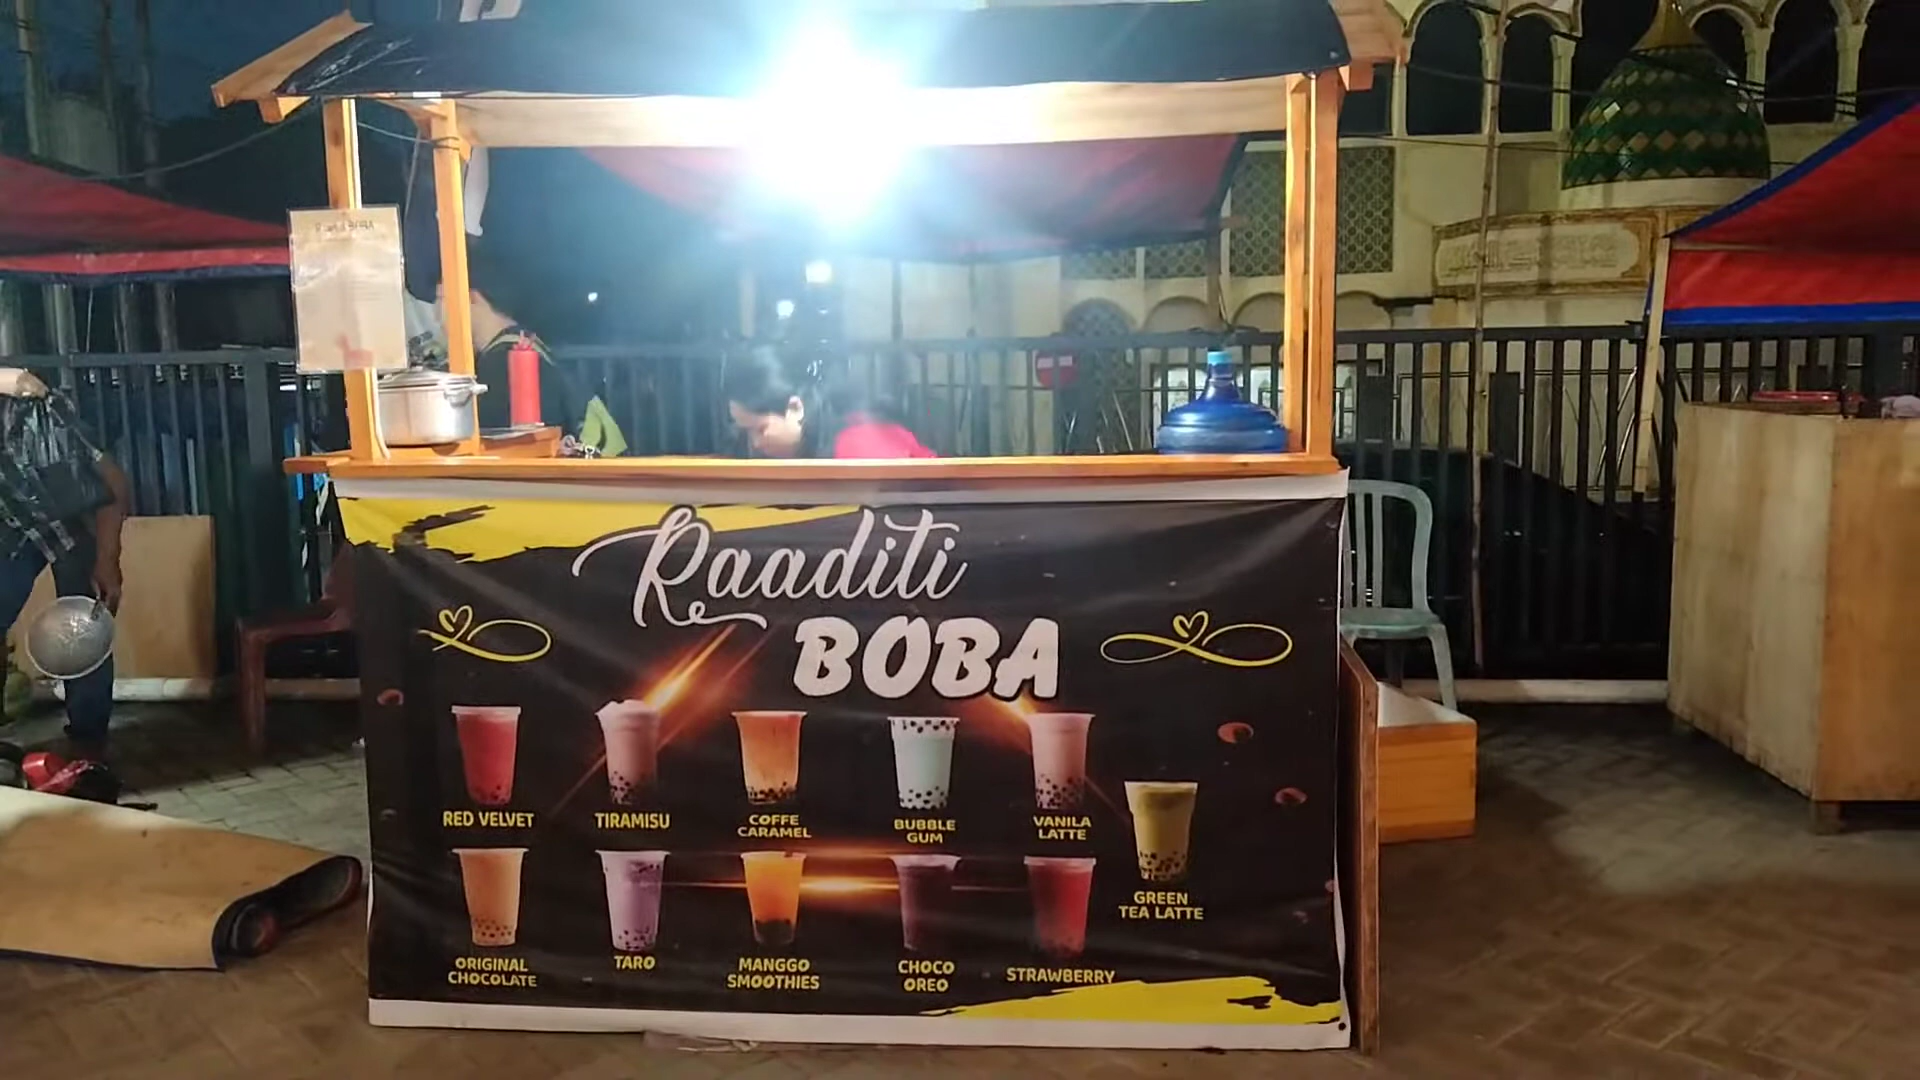 Raaditi
BOBA
RED VELVET
TIRAMISU
COFFE
CARAMEL
BUBBLE
GUM
VANILA
LATTE
GREEN
TEA LATTE
ORIGINAL
CHOCOLATE
TARO
MANGGO
SMOOTHIES
CHOCO
OREO
STRAWBERRY